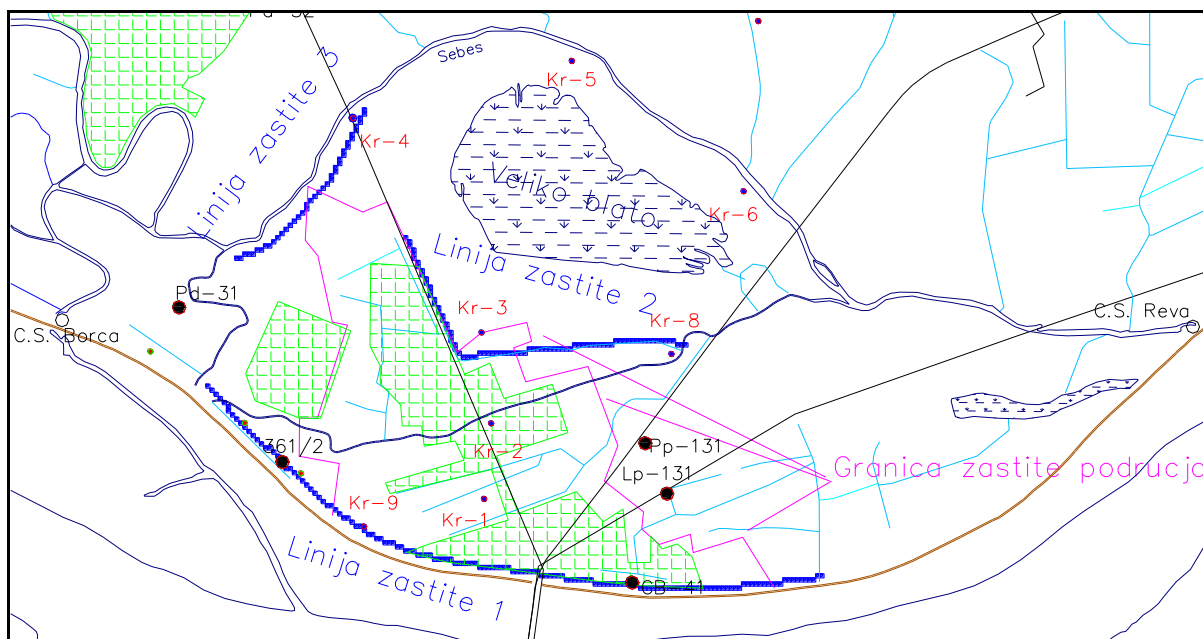 Sebes
Linija zastite 3
Kr-5
Kr-4
Veliko blato
Kr-6
Linija zastite 2
Pd-31
Kr-3
Kr-8
C.S. Reva
C.S. Borca
361/2
Kr-2
Pp-131
Lp-131
Granica zastite podrucja
Kr-9
Kr-1
Linija zastite 1
CB-41